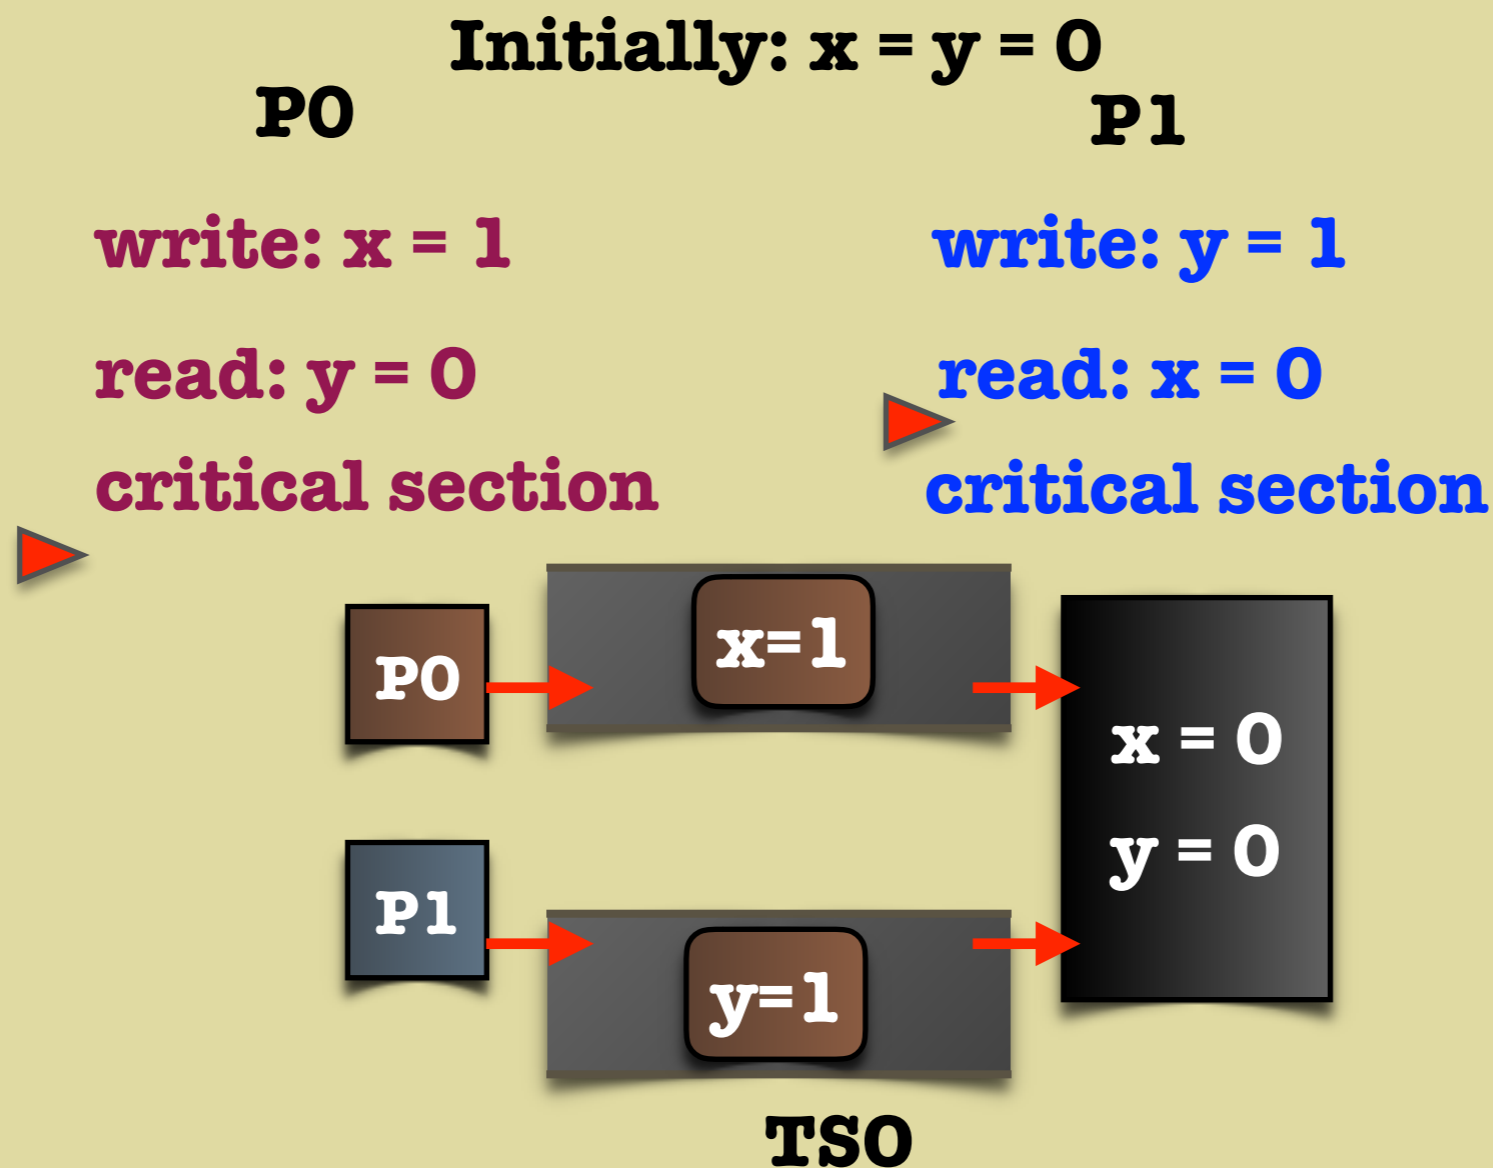 Initially: x = y = 0
P0
P1
write: x = 1
write: y = 1
read: y = 0
read: x = 0
critical section
critical section
P0
x=1
x = 0
y = 0
P1
y=1
TSO